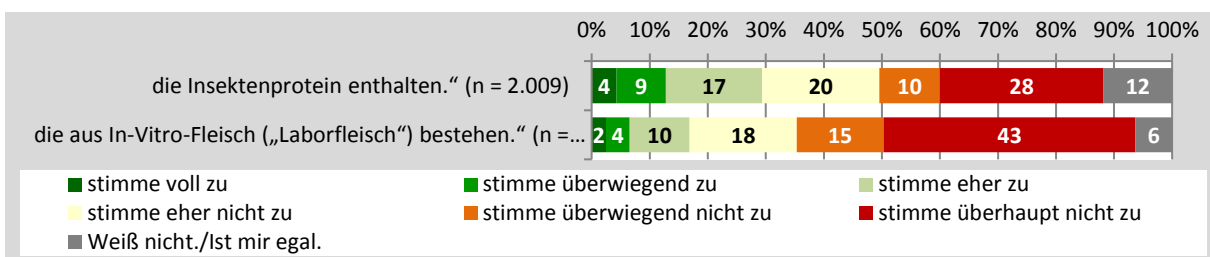 0% 10% 20% 30% 40% 50% 60% 70% 80% 90% 100%
die Insektenprotein enthalten.“ (n = 2.009) 4 9 17 20 10 28 12
die aus In-Vitro-Fleisch („Laborfleisch“) bestehen.“ (n =... 2 4 10 18 15 43 6
stimme voll zu stimme überwiegend zu stimme eher zu
stimme eher nicht zu stimme überwiegend nicht zu stimme überhaupt nicht zu
Weiß nicht./Ist mir egal.